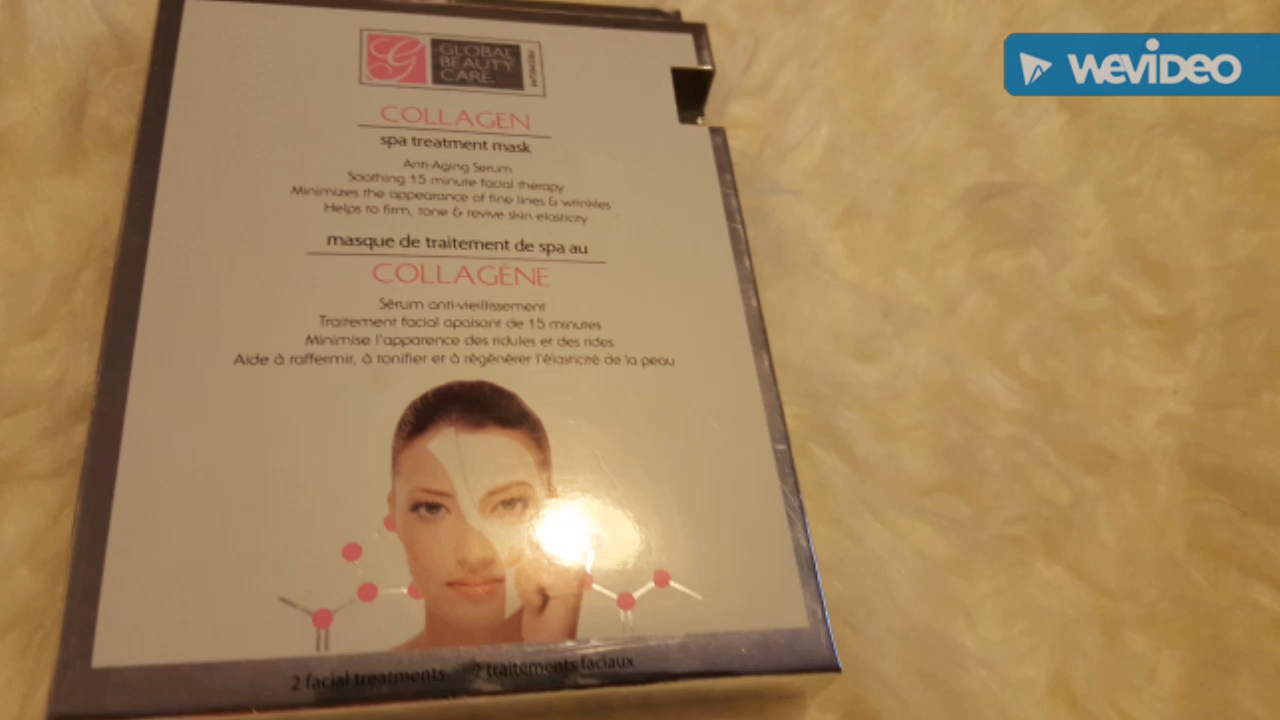 WEVIDEO
G
GLOBAL
BEAUTY
CARE.
PREMIUM
COLLAGEN
spa treatment mask
Anti-Aging Serum
Soothing 15 minute facial therapy
Minimizes the appearance of fine lines & wrinkles
Helps to firm, tone & revive skin elasticity
masque de traitement de spa au
COLLAGÈNE
Sérum anti-vieillissement
Traitement facial apaisant de 15 minutes
Minimise l'apparence des ridules et des rides
Aide à raffermir, à tonifier et à régénérer l'élasticité de la peau
2 facial treatments 2 traitements faciaux